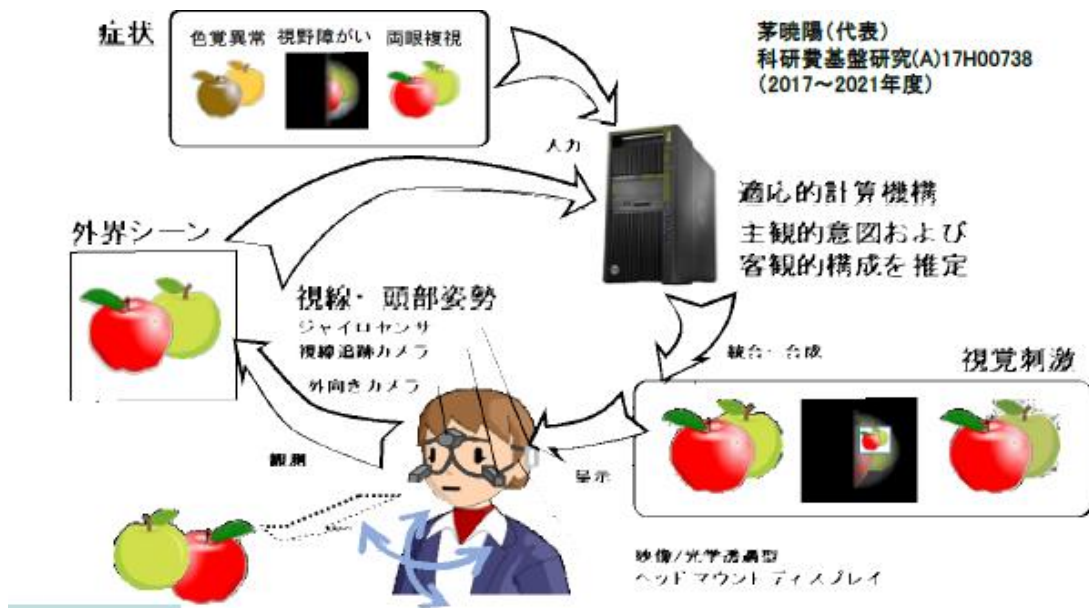 症状
色覚異常 視野障がい 両眼複視
茅暁陽(代表)
科研費基盤研究(A)17H00738
(2017~2021年度)
入力
適応的計算機構
主観的意図および
客観的構成を推定
外界シーン
視線・頭部姿勢
ジャイロセンサ
視線追跡カメラ
外向きカメラ
統合・合成
視覚刺激
観測
呈示
映像/光学透過型
ヘッドマウントディスプレイ